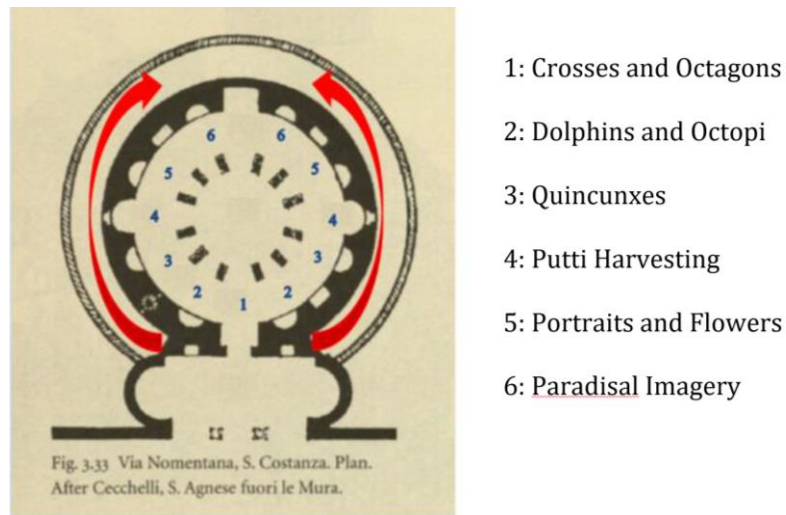 6 6
5 5
4 4
3 3
2 2
1
Fig. 3.33 Via Nomentana, S. Costanza. Plan.
After Cecchelli, S. Agnese fuori le Mura.
1: Crosses and Octagons
2: Dolphins and Octopi
3: Quincunxes
4: Putti Harvesting
5: Portraits and Flowers
6: Paradisal Imagery